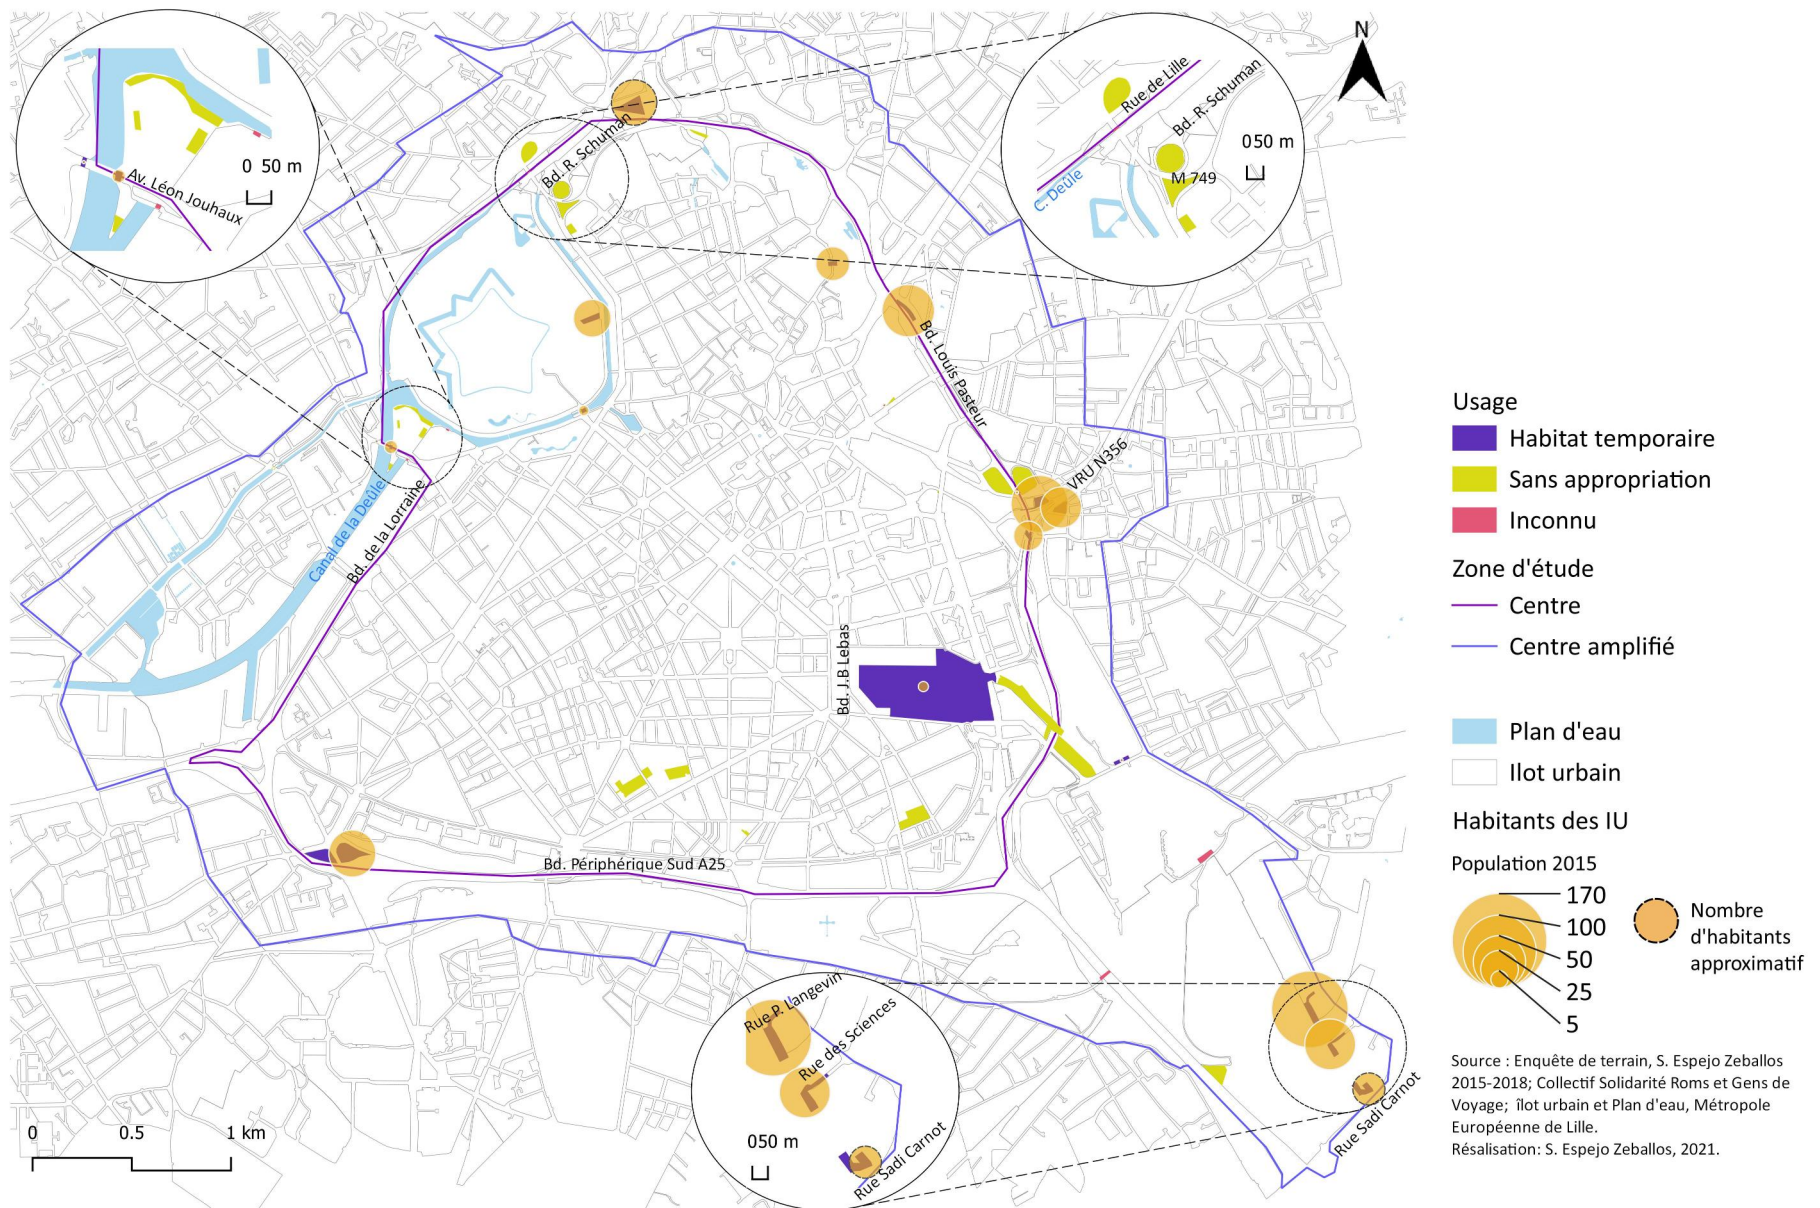 N
Rue de Lille
Bd. R. Schuman
050 m
M 749
C. Deûle
0 50 m
Av. Léon Jouhaux
Bd. R. Schuman
Bd. Louis Pasteur
VRU N356
Canal de la Deûle
Bd. de la Lorraine
Bd. J.B Lebas
Bd. Périphérique Sud A25
Rue P. Langevin
Rue des Sciences
050 m
Rue Sadi Carnot
Rue Sadi Carnot
0 0.5 1 km
Usage
Habitat temporaire
Sans appropriation
Inconnu
Zone d'étude
Centre
Centre amplifié
Plan d'eau
Ilot urbain
Habitants des IU
Population 2015
170
100
50
25
5
Nombre
d'habitants
approximatif
Source : Enquête de terrain, S. Espejo Zeballos
2015-2018; Collectif Solidarité Roms et Gens de
Voyage; îlot urbain et Plan d'eau, Métropole
Européenne de Lille.
Résalisation: S. Espejo Zeballos, 2021.